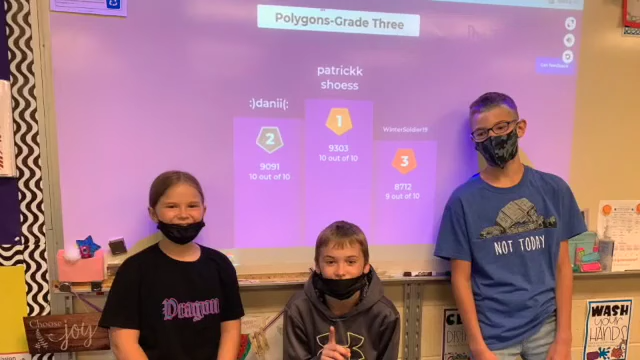 Polygons-Grade Three
patrickk
shoess
:)danii(:
WinterSoldier19
1
2
3
9303
10 out of 10
9091
10 out of 10
8712
9 out of 10
NOT TODAY
Dragon
Choose
joy
WASH
your
HANDS